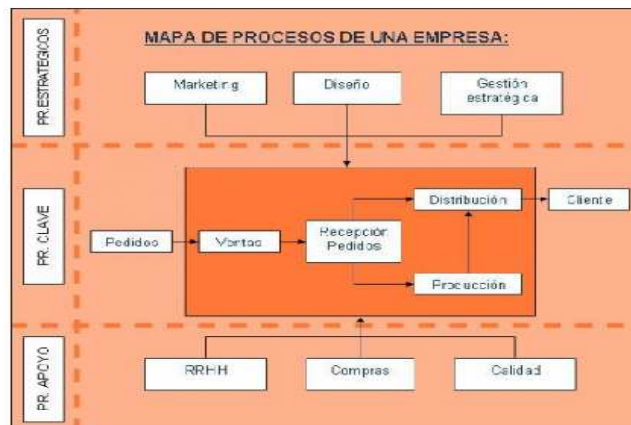 MAPA DE PROCESOS DE UNA EMPRESA:
PR.ESTRATEGICOS
Marketing
Diseño
Gestión
estratégica
PR. CLAVE
Pedidos
Ventas
Recepción
Pedidos
Distribución
Cliente
Producción
PR. APOYO
RRHH
Compras
Calidad